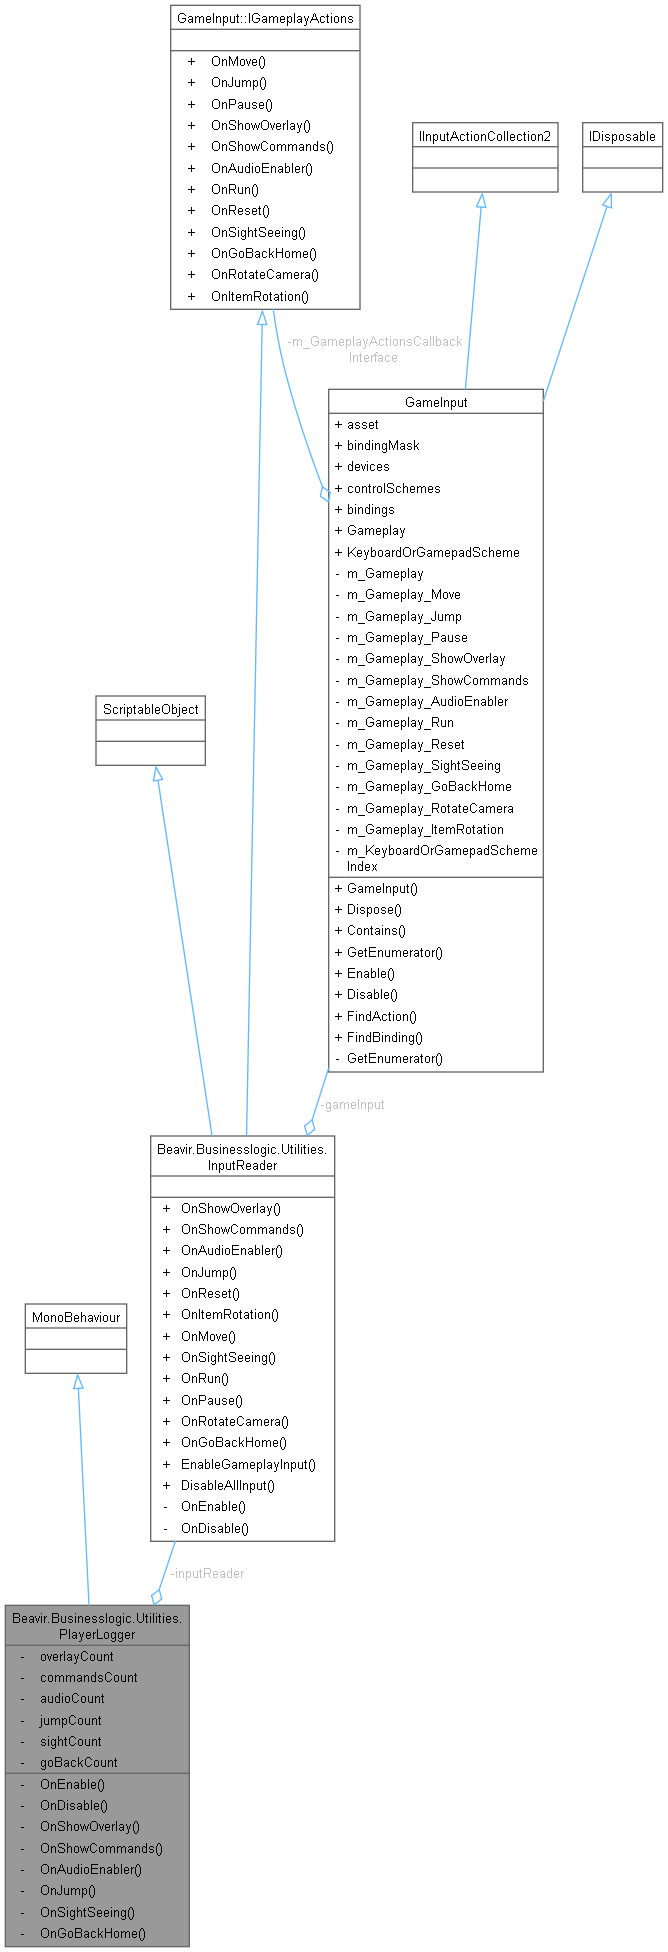 GameInput::IGameplayActions
+ OnMove()
+ OnJump()
+ OnPause()
+ OnShowOverlay()
+ OnShowCommands()
+ OnAudioEnabler()
+ OnRun()
+ OnReset()
+ OnSightSeeing()
+ OnGoBackHome()
+ OnRotateCamera()
+ OnItemRotation()
IInputActionCollection2
IDisposable
-m_GameplayActionsCallback
Interface
GameInput
+ asset
+ bindingMask
+ devices
+ controlSchemes
+ bindings
+ Gameplay
+ KeyboardOrGamepadScheme
- m_Gameplay
- m_Gameplay_Move
- m_Gameplay_Jump
- m_Gameplay_Pause
- m_Gameplay_ShowOverlay
- m_Gameplay_ShowCommands
- m_Gameplay_AudioEnabler
- m_Gameplay_Run
- m_Gameplay_Reset
- m_Gameplay_SightSeeing
- m_Gameplay_GoBackHome
- m_Gameplay_RotateCamera
- m_Gameplay_ItemRotation
- m_KeyboardOrGamepadScheme
Index
+ GameInput()
+ Dispose()
+ Contains()
+ GetEnumerator()
+ Enable()
+ Disable()
+ FindAction()
+ FindBinding()
- GetEnumerator()
ScriptableObject
-gameInput
Beavir.Businesslogic.Utilities.
InputReader
+ OnShowOverlay()
+ OnShowCommands()
+ OnAudioEnabler()
+ OnJump()
+ OnReset()
+ OnItemRotation()
+ OnMove()
+ OnSightSeeing()
+ OnRun()
+ OnPause()
+ OnRotateCamera()
+ OnGoBackHome()
+ EnableGameplayInput()
+ DisableAllInput()
- OnEnable()
- OnDisable()
MonoBehaviour
-inputReader
Beavir.Businesslogic.Utilities.
PlayerLogger
- overlayCount
- commandsCount
- audioCount
- jumpCount
- sightCount
- goBackCount
- OnEnable()
- OnDisable()
- OnShowOverlay()
- OnShowCommands()
- OnAudioEnabler()
- OnJump()
- OnSightSeeing()
- OnGoBackHome()